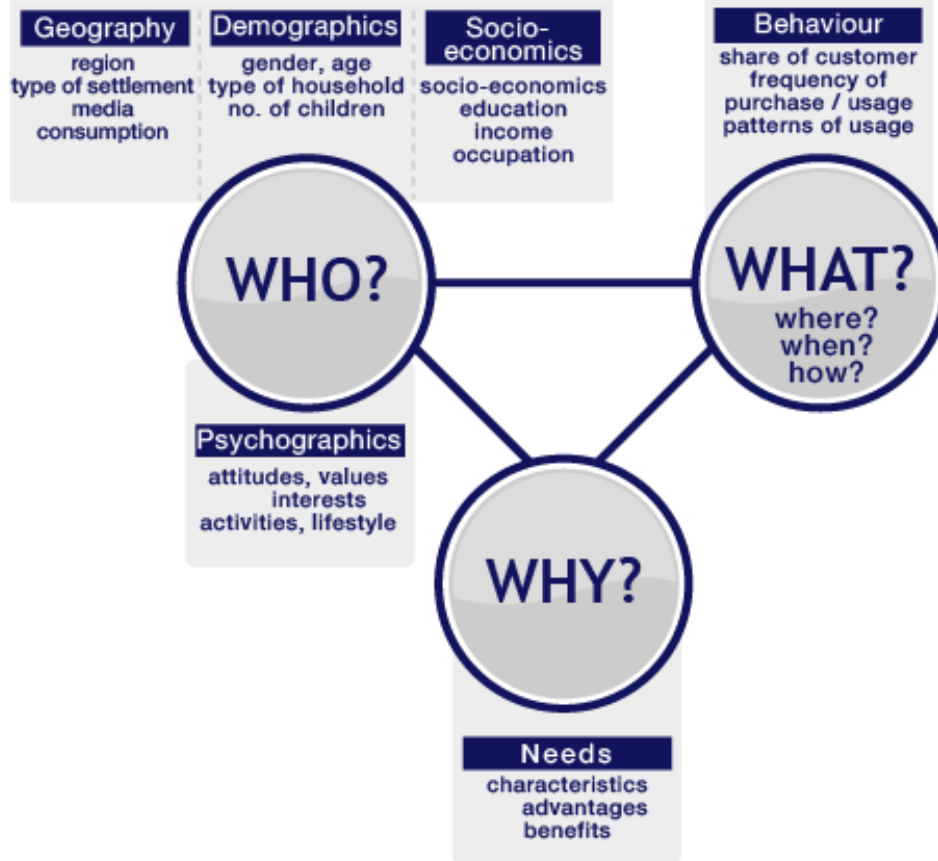 Geography
region
type of settlement
media
consumption
Demographics
gender, age
type of household
no. of children
Socio-
economics
socio-economics
education
income
occupation
Behaviour
share of customer
frequency of
purchase / usage
patterns of usage
WHO?
WHAT?
where?
when?
how?
Psychographics
attitudes, values
interests
activities, lifestyle
WHY?
Needs
characteristics
advantages
benefits